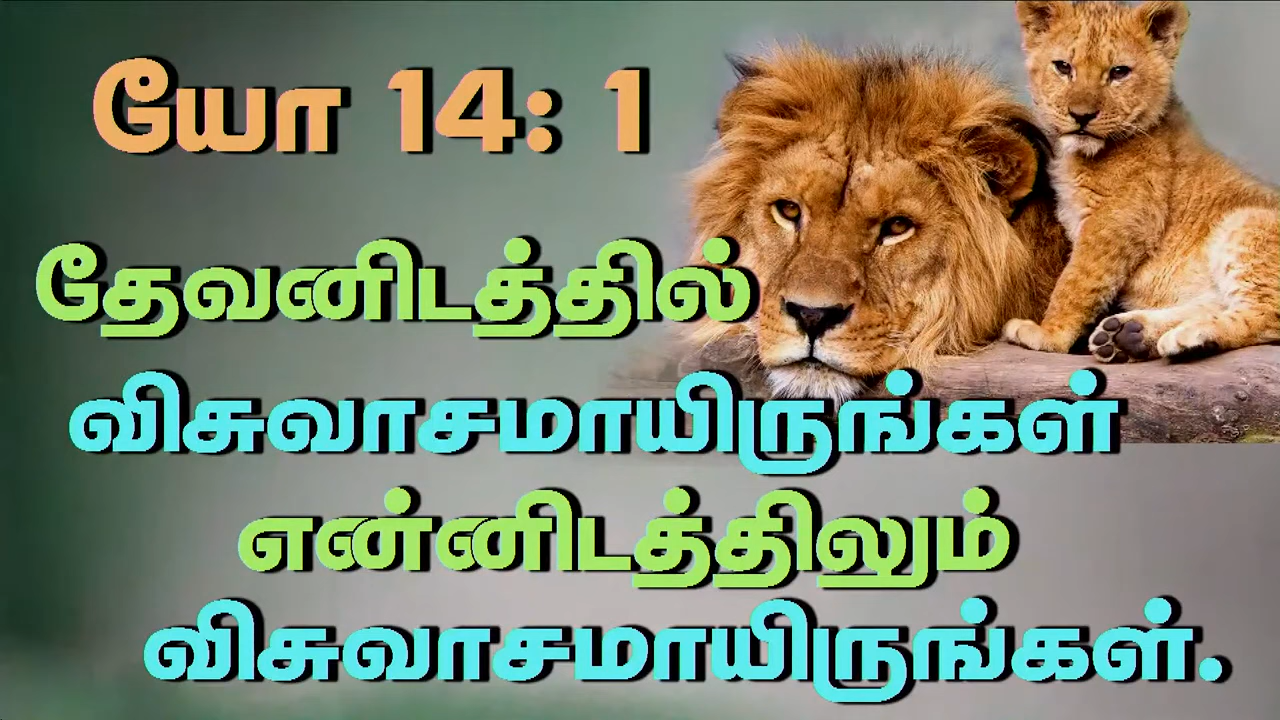 யோ 14: 1
தேவனிடத்தில்
விசுவாசமாயிருங்கள்
என்னிடத்திலும்
விசுவாசமாயிருங்கள்.